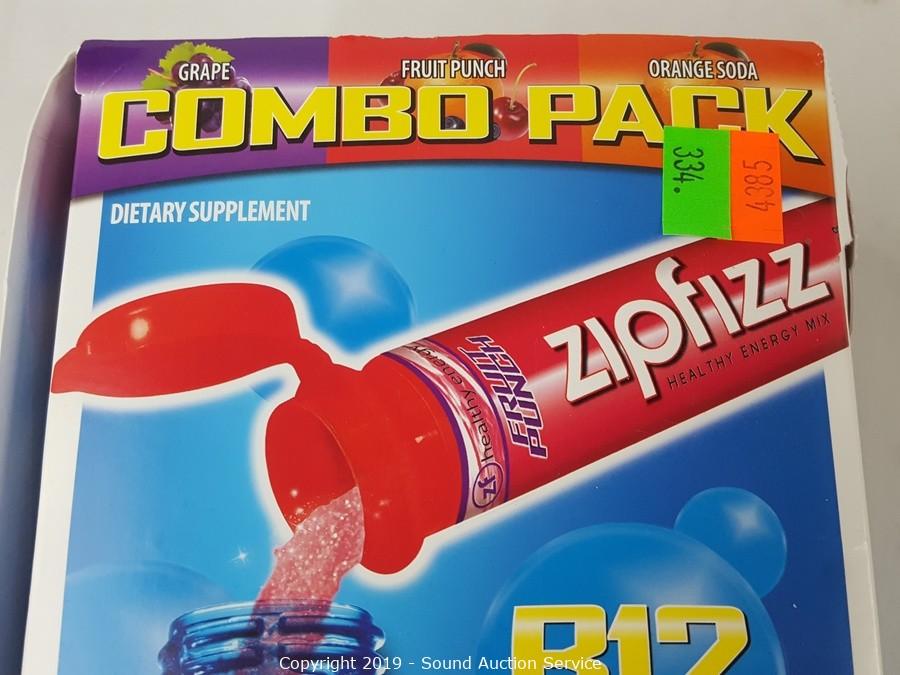 GRAPE
FRUIT PUNCH
ORANGE SODA
COMBO PACK
334.
4385
DIETARY SUPPLEMENT
zipfizz
HEALTHY ENERGY MIX
FRUIT
PUNCH
healthy energy
B12
Copyright 2019 - Sound Auction Service